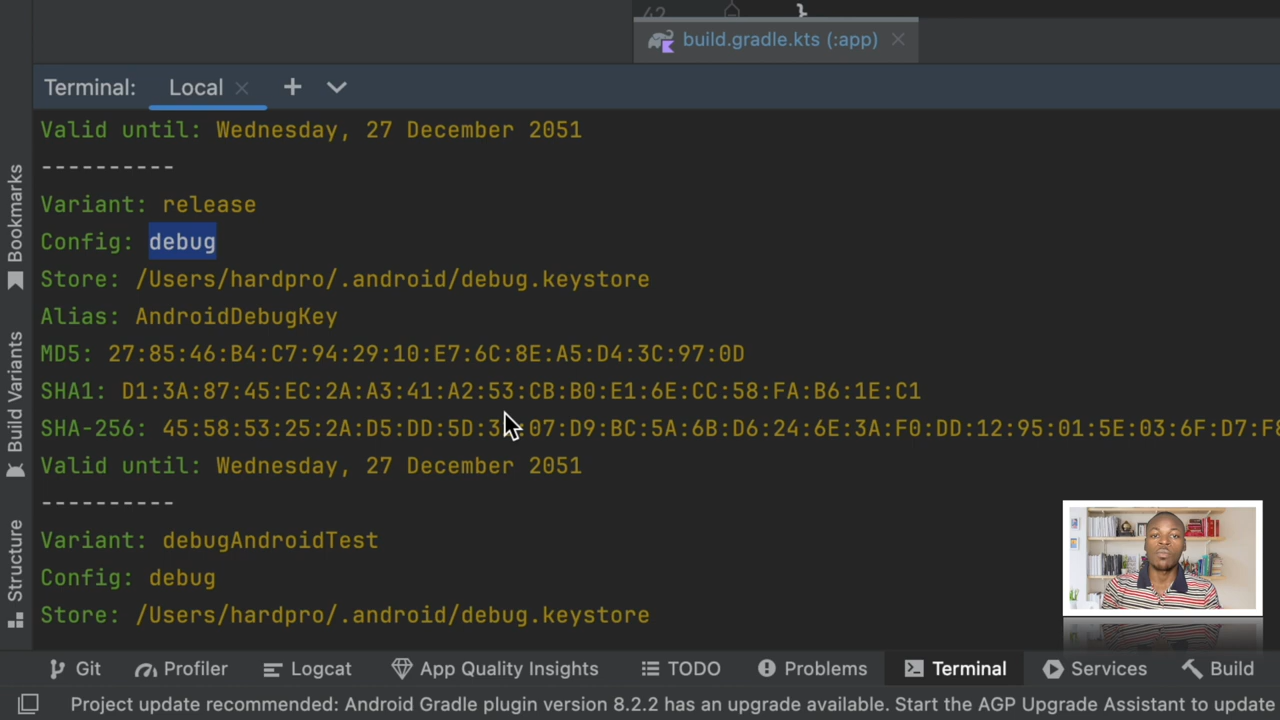 42 }
build.gradle.kts (:app)
Terminal: Local
Valid until: Wednesday, 27 December 2051
----------
Variant: release
Config: debug
Store: /Users/hardpro/.android/debug.keystore
Alias: AndroidDebugKey
MD5: 27:85:46:B4:C7:94:29:10:E7:6C:8E:A5:D4:3C:97:0D
SHA1: D1:3A:87:45:EC:2A:A3:41:A2:53:CB:B0:E1:6E:CC:58:FA:B6:1E:C1
SHA-256: 45:58:53:25:2A:D5:DD:5D:3 :07:D9:BC:5A:6B:D6:24:6E:3A:F0:DD:12:95:01:5E:03:6F:D7:F8
Valid until: Wednesday, 27 December 2051
----------
Variant: debugAndroidTest
Config: debug
Store: /Users/hardpro/.android/debug.keystore
Bookmarks
Build Variants
Structure
Git Profiler Logcat App Quality Insights TODO Problems Terminal Services Build
Project update recommended: Android Gradle plugin version 8.2.2 has an upgrade available. Start the AGP Upgrade Assistant to update